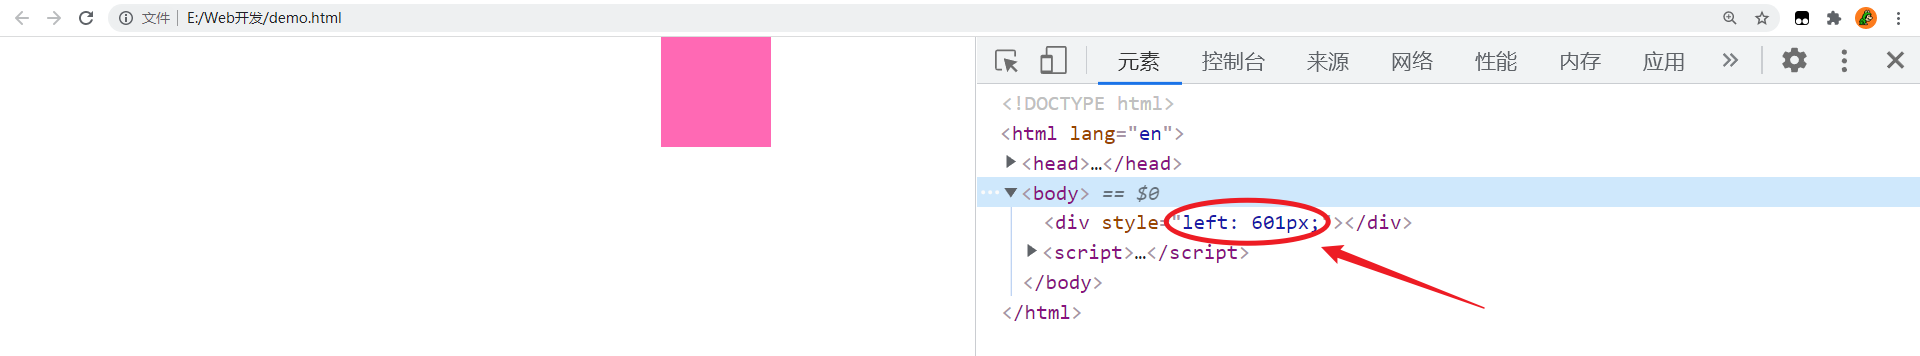 文件 E:/Web开发/demo.html
元素 控制台 来源 网络 性能 内存 应用
<!DOCTYPE html>
<html lang="en">
<head>…</head>
<body> == $0
<div style="left: 601px;"></div>
<script>…</script>
</body>
</html>